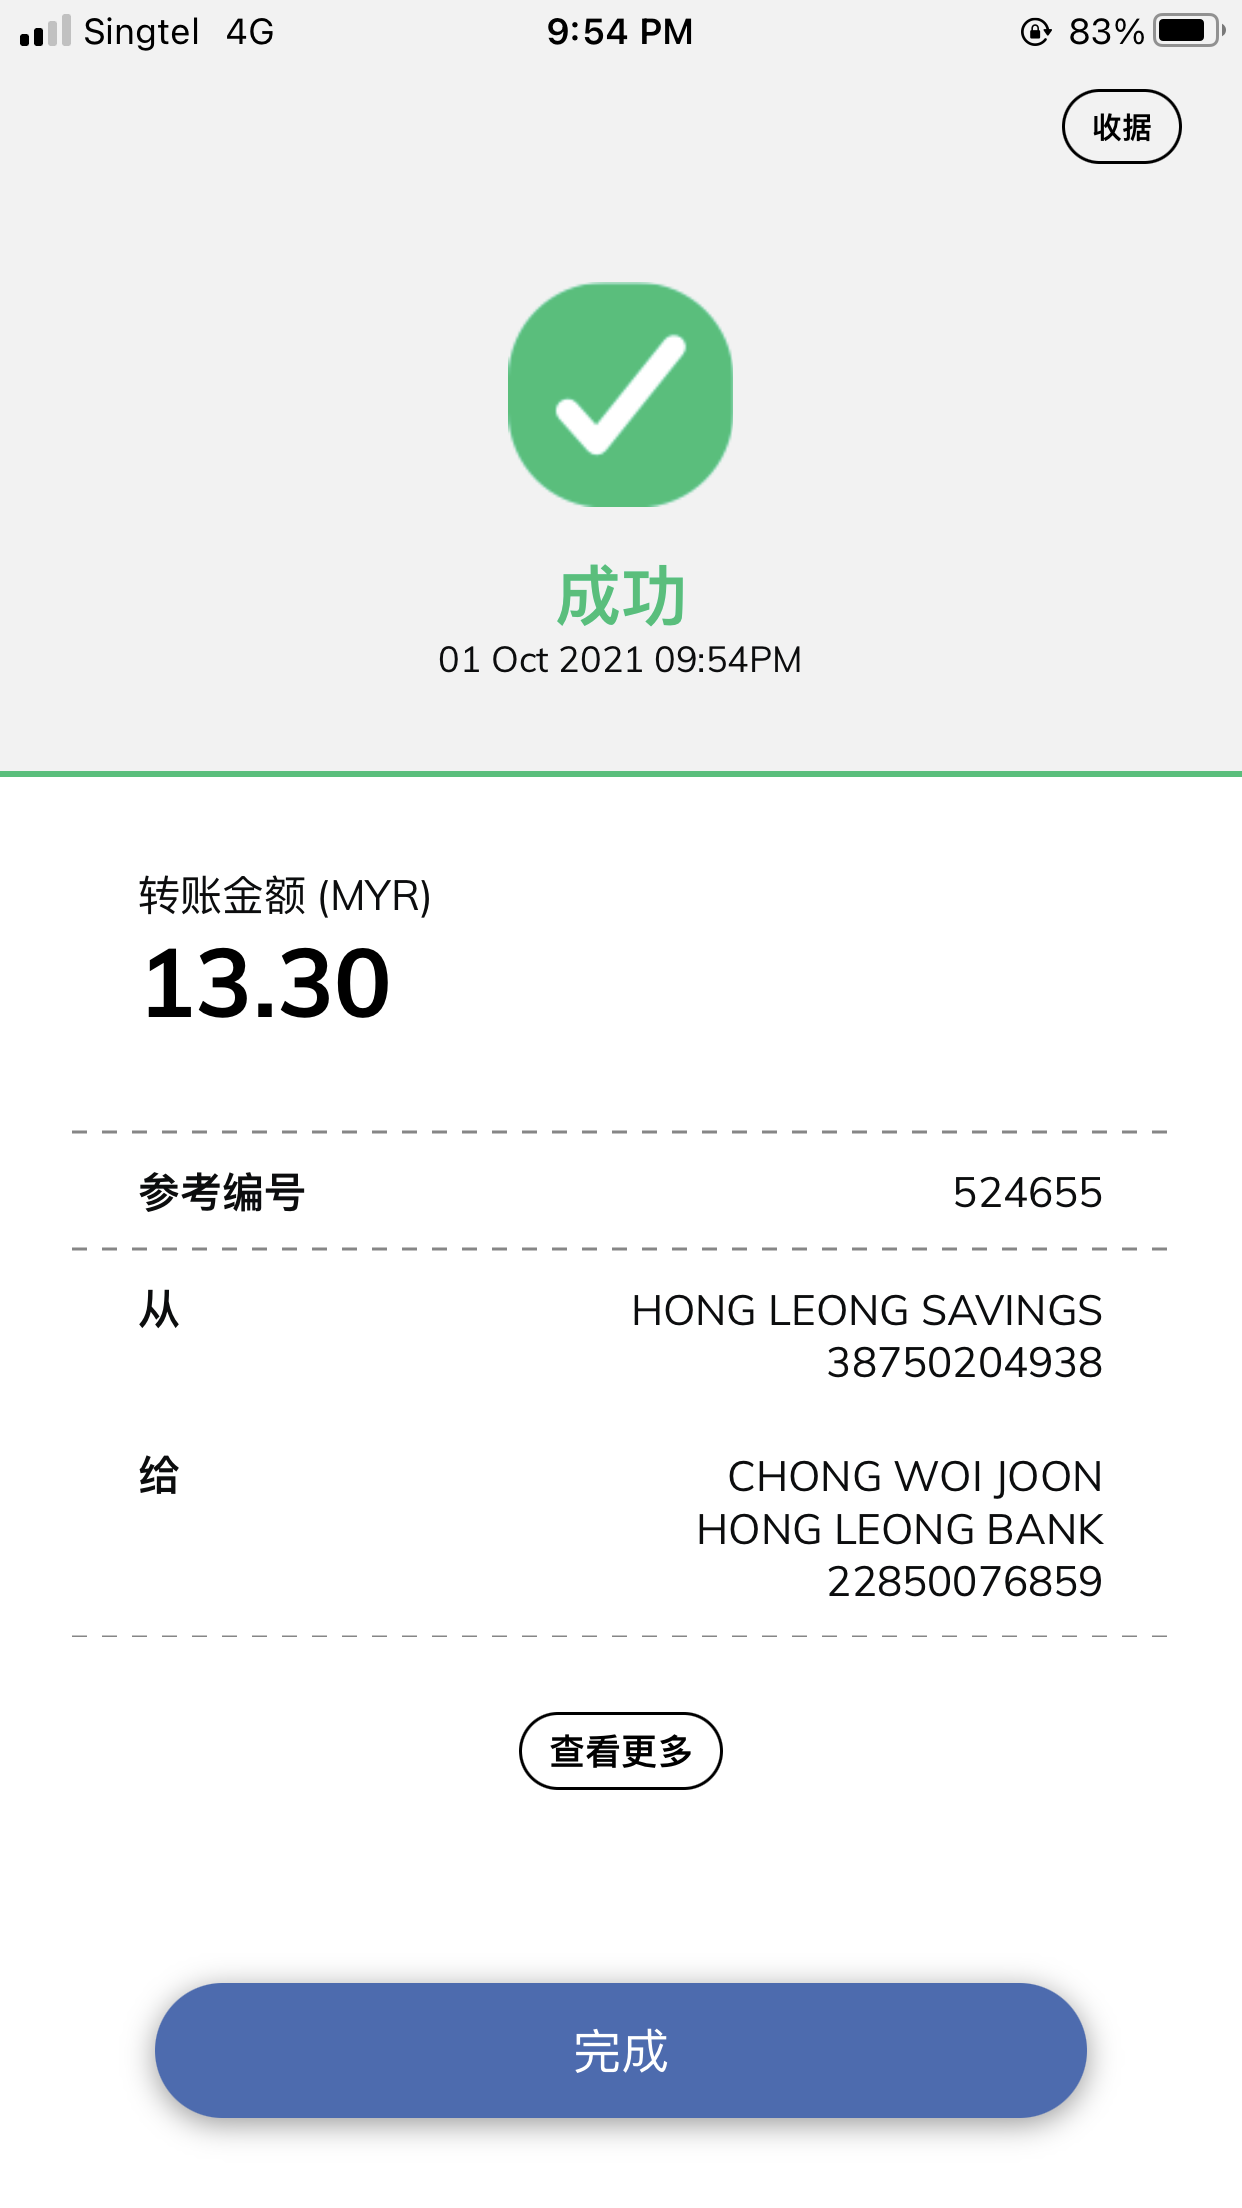 Singtel 4G 9:54 PM 83%
收据
成功
01 Oct 2021 09:54PM
转账金额 (MYR)
13.30
参考编号 524655
从 HONG LEONG SAVINGS
38750204938
给 CHONG WOI JOON
HONG LEONG BANK
22850076859
查看更多
完成